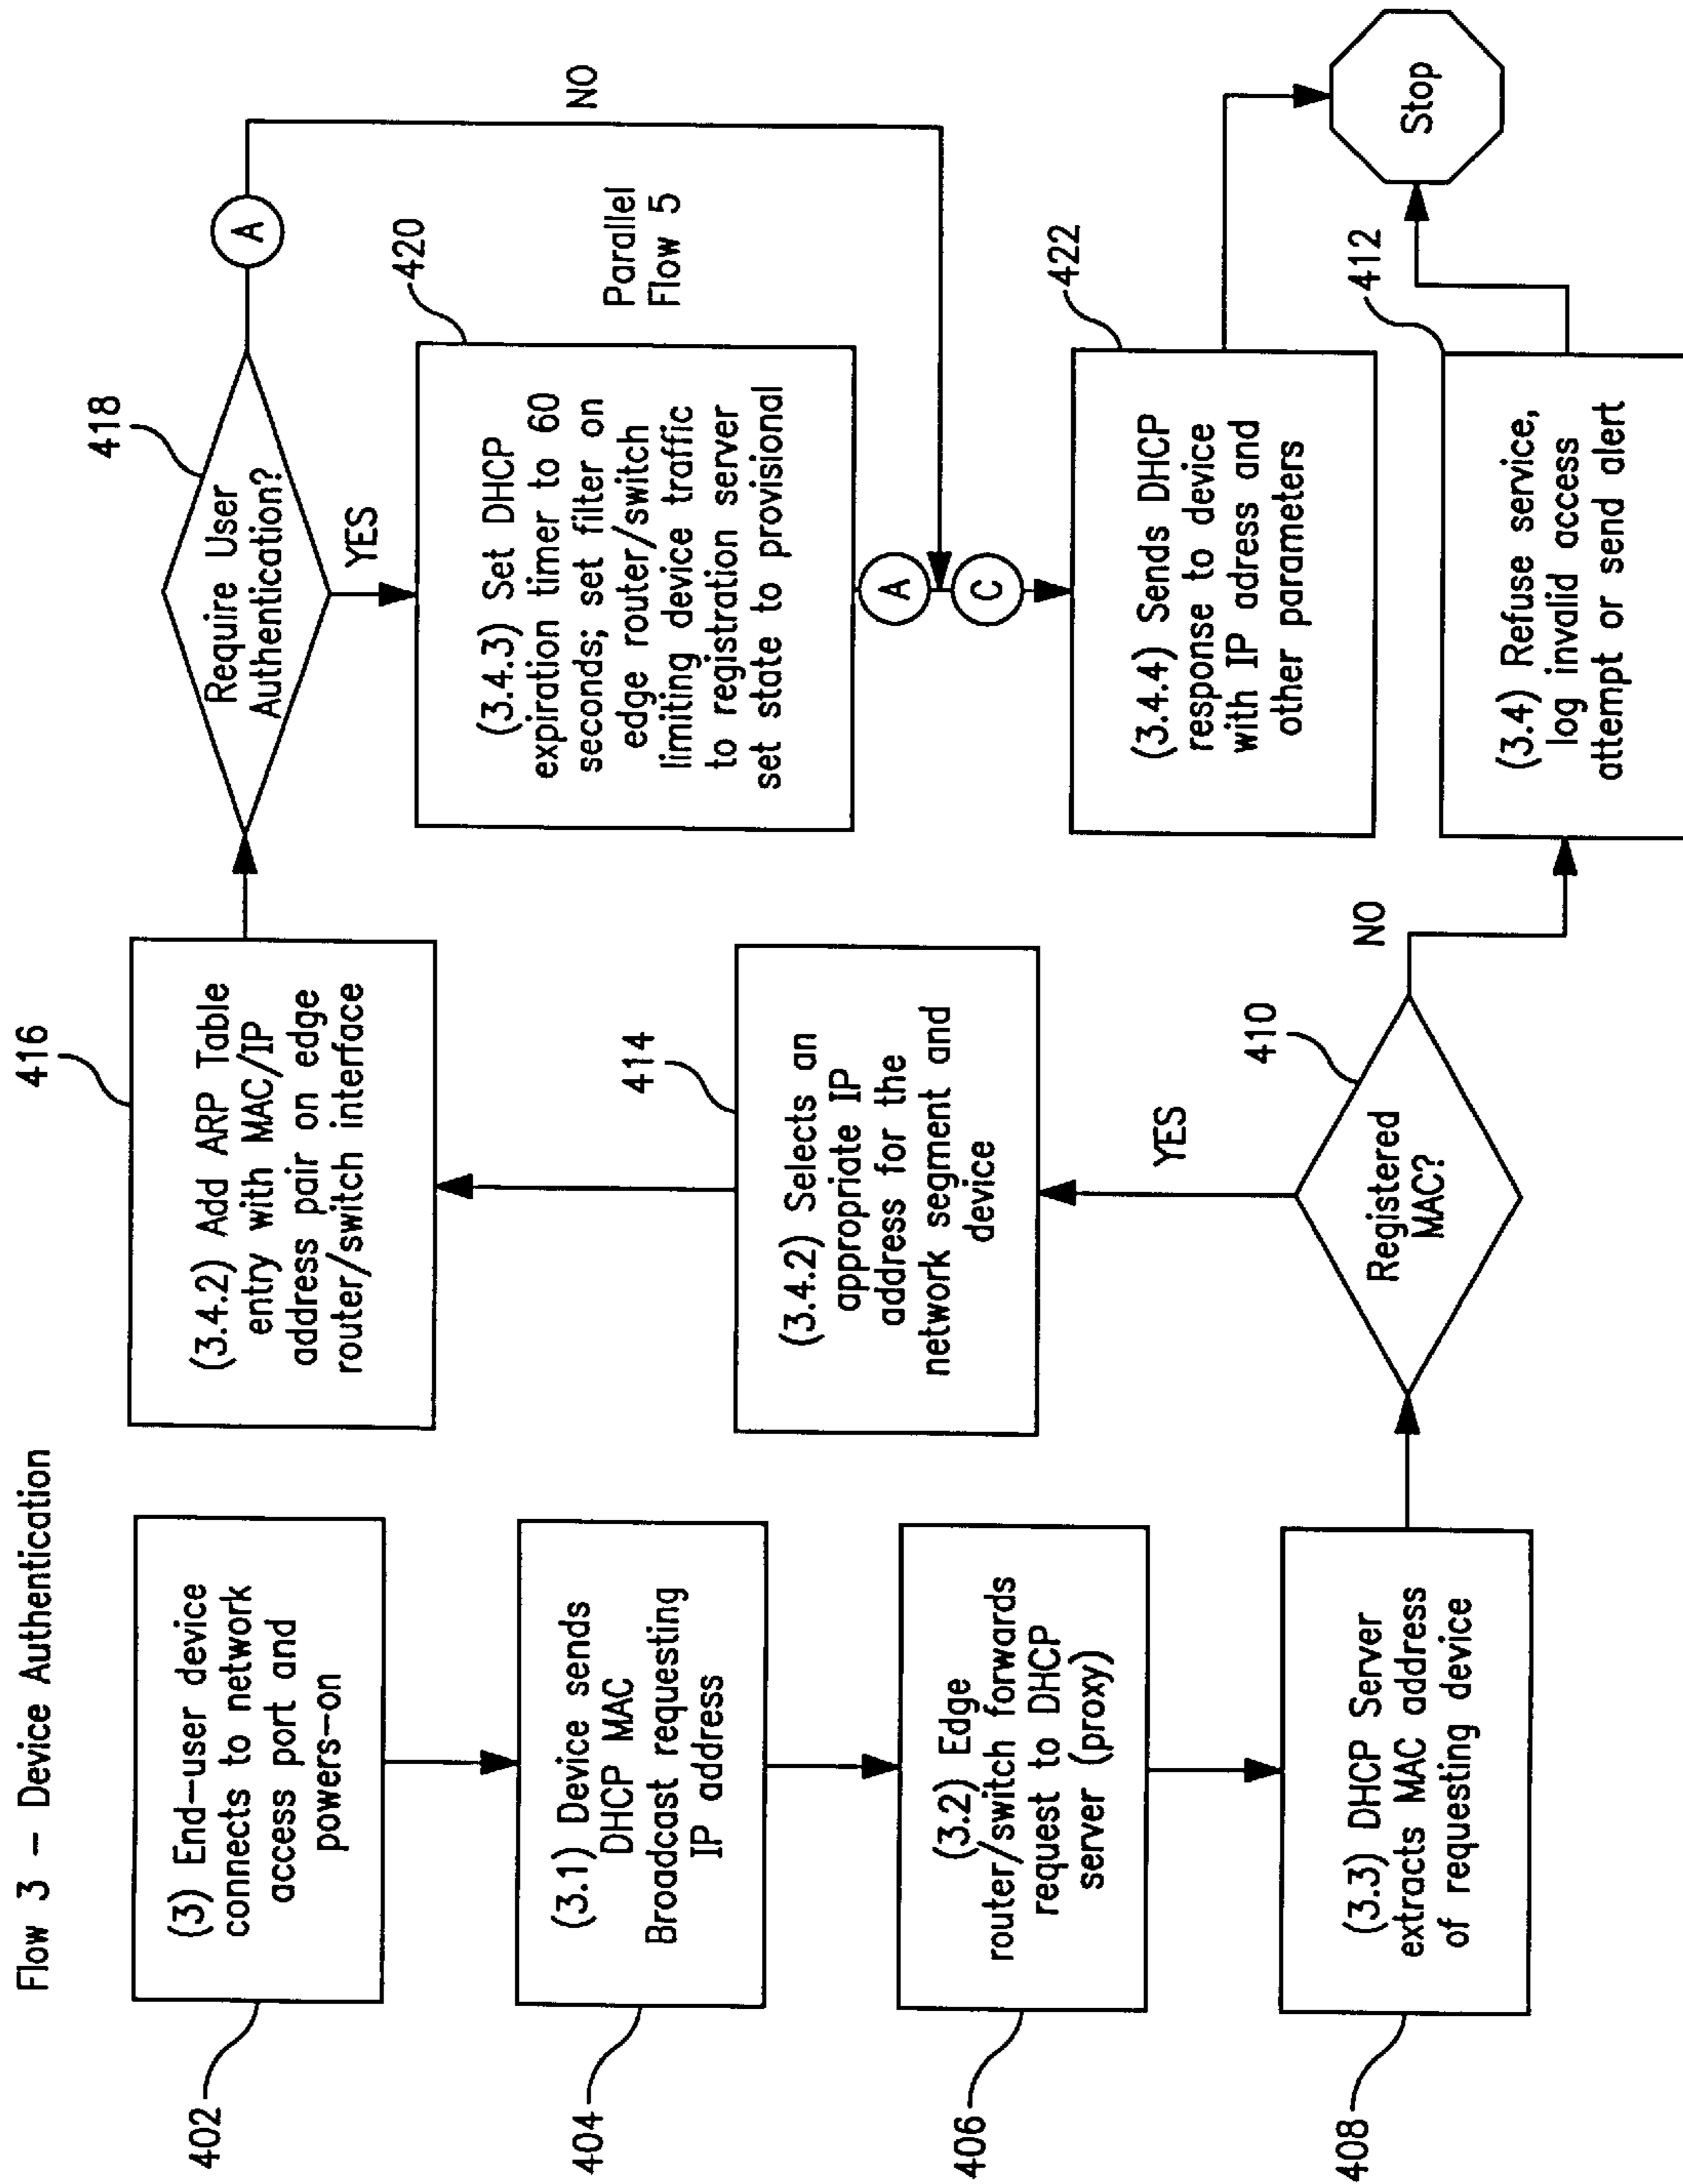 Flow 3 – Device Authentication
402
(3) End-user device
connects to network
access port and
powers-on
404
(3.1) Device sends
DHCP MAC
Broadcast requesting
IP address
406
(3.2) Edge
router/switch forwards
request to DHCP
server (proxy)
408
(3.3) DHCP Server
extracts MAC address
of requesting device
410
Registered
MAC?
YES
NO
414
(3.4.2) Selects an
appropriate IP
address for the
network segment and
device
416
(3.4.2) Add ARP Table
entry with MAC/IP
address pair on edge
router/switch interface
418
Require User
Authentication?
YES
A
NO
420
(3.4.3) Set DHCP
expiration timer to 60
seconds; set filter on
edge router/switch
limiting device traffic
to registration server
set state to provisional
Parallel
Flow 5
A
C
422
(3.4.4) Sends DHCP
response to device
with IP adress and
other parameters
412
(3.4) Refuse service,
log invalid access
attempt or send alert
Stop